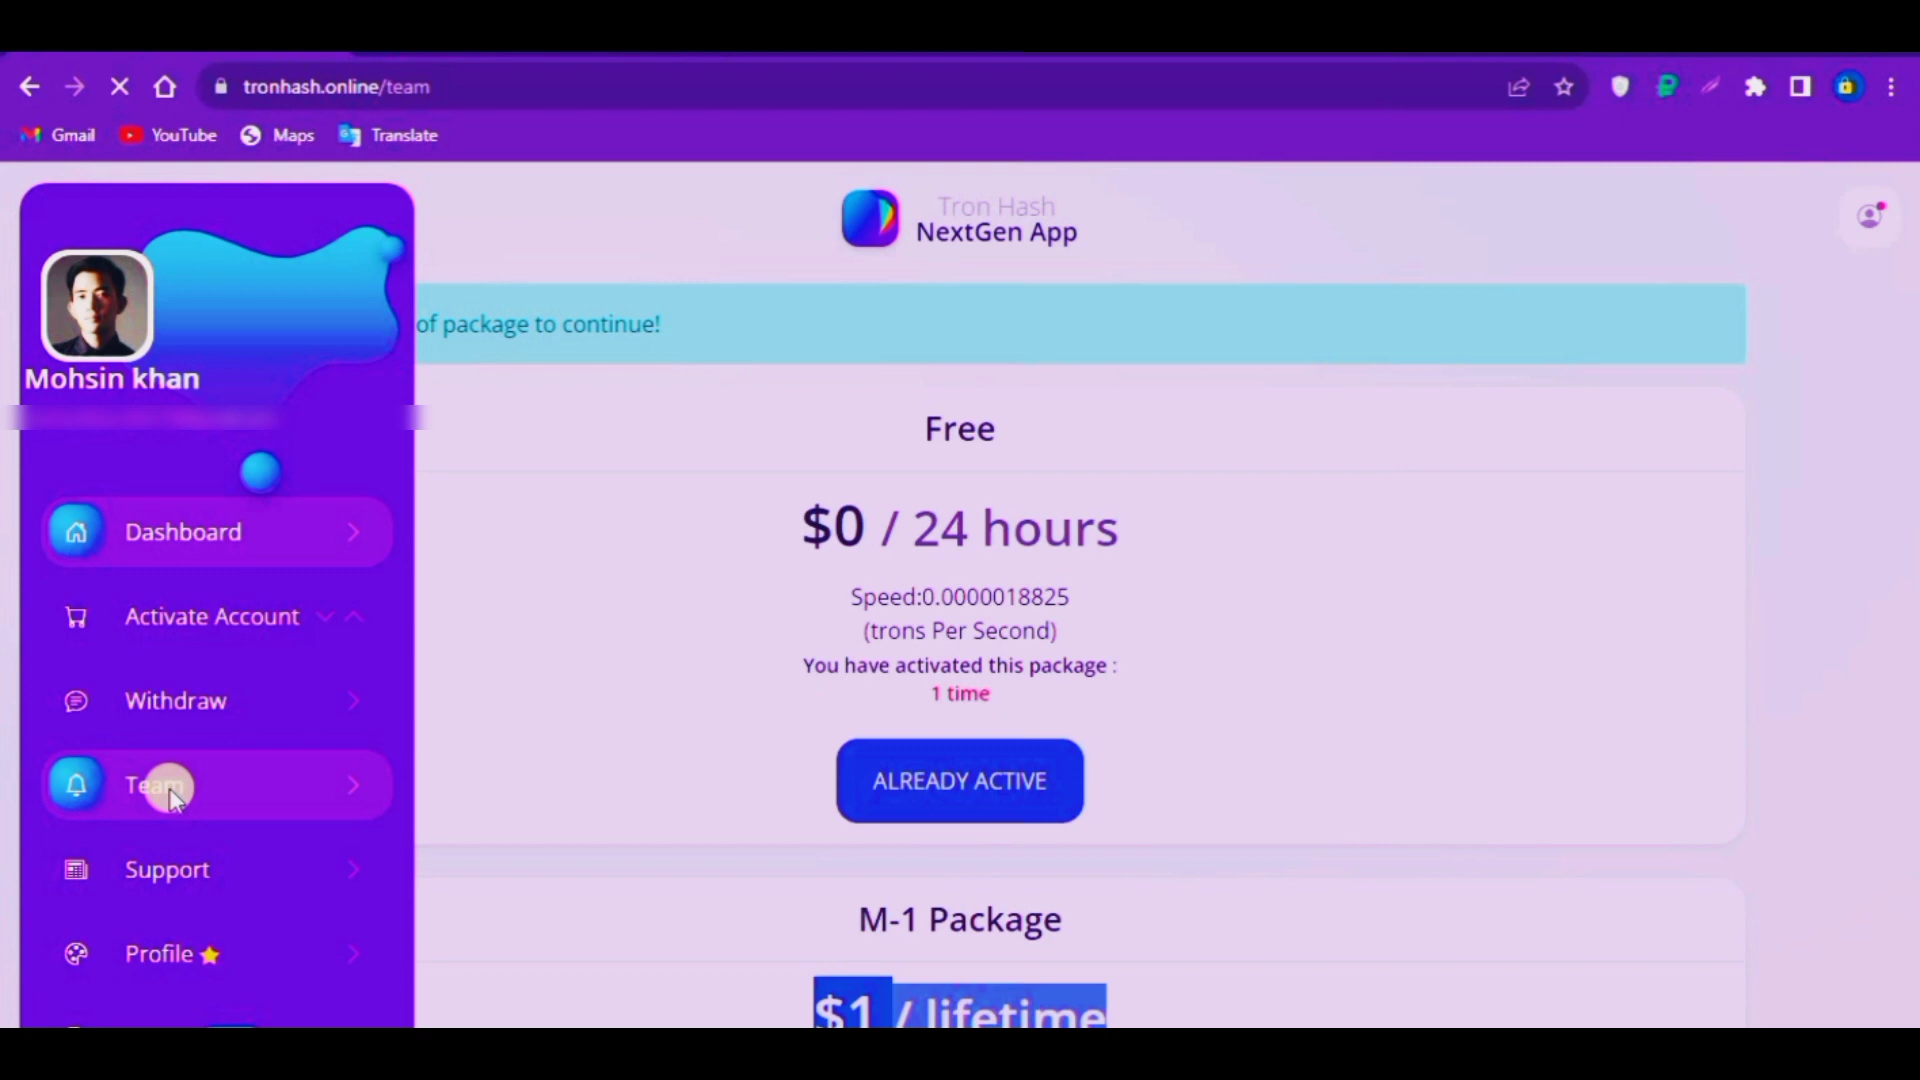 tronhash.online/team
Gmail YouTube Maps Translate
Tron Hash
NextGen App
of package to continue!
Mohsin khan
Dashboard
Activate Account
Withdraw
Team
Support
Profile
Free
$0 / 24 hours
Speed:0.0000018825
(trons Per Second)
You have activated this package :
1 time
ALREADY ACTIVE
M-1 Package
$1 / lifetime